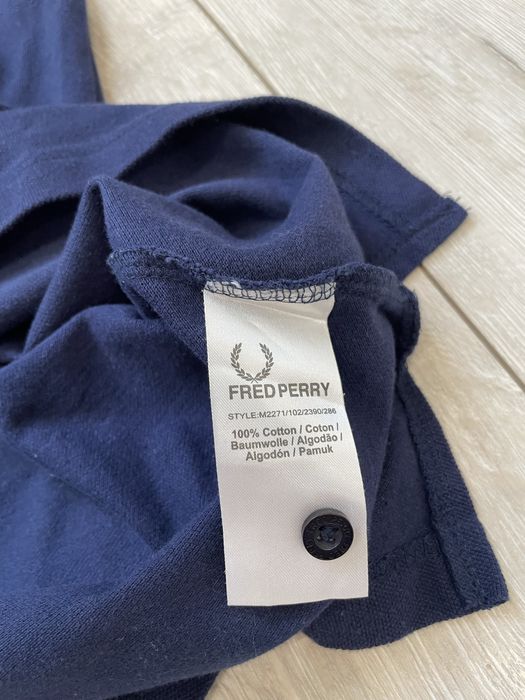 FRED PERRY
STYLE:M2271/102/2390/286
100% Cotton / Coton /
Baumwolle / Algodão /
Algodón / Pamuk